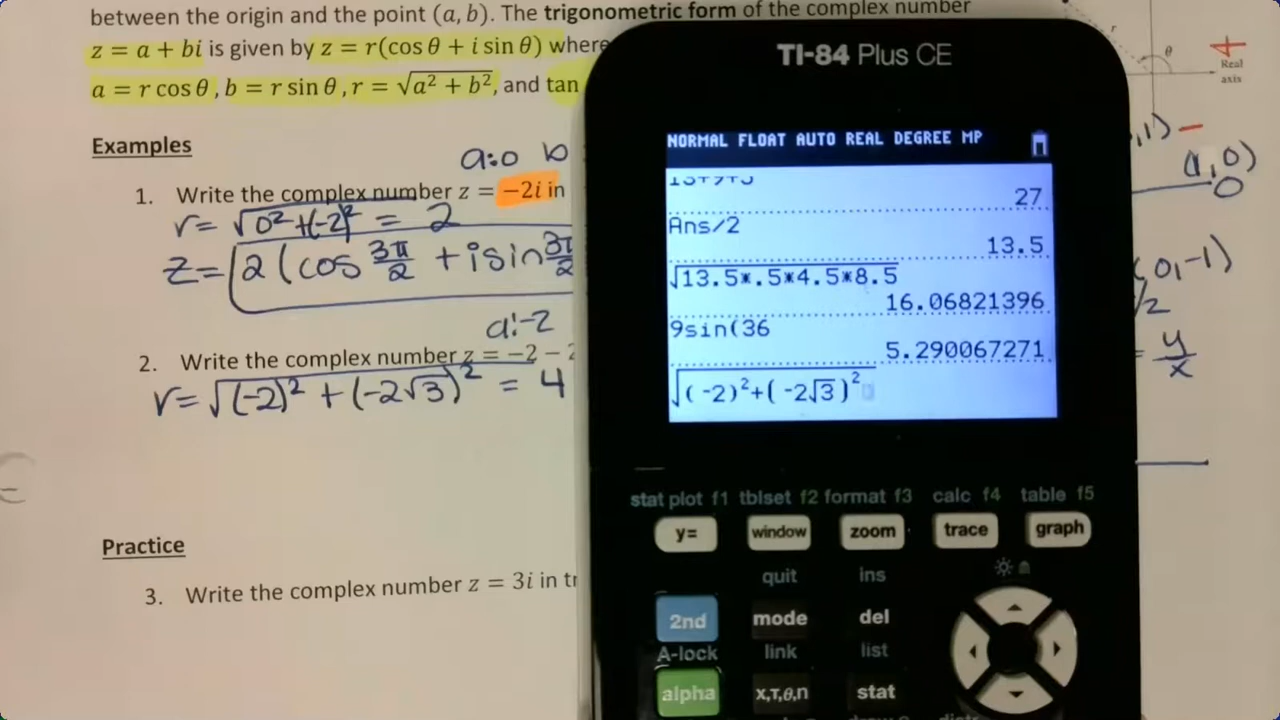 between the origin and the point (a, b). The trigonometric form of the complex number
z = a + bi is given by z = r(cos θ + i sin θ) where
a = r cos θ , b = r sin θ , r = √a² + b², and tan
r
θ
+
Real
axis
Examples
a:0 b
,1) –
(1,0)
0
1. Write the complex number z = −2i in
r = √0²+(-2)² = 2
z = 2 (cos 3π/2 + i sin 3π/2
(0,-1)
a:-2
2. Write the complex number z = −2 −
r = √(-2)² + (-2√3)² = 4
= y/x
Practice
3. Write the complex number z = 3i in tr
TI-84 Plus CE
NORMAL FLOAT AUTO REAL DEGREE MP
27
Ans/2
13.5
√13.5*.5*4.5*8.5
16.06821396
9sin(36
5.290067271
√(-2)²+(-2√3)²
stat plot f1 tblset f2 format f3 calc f4 table f5
y= window zoom trace graph
quit ins
2nd mode del
A-lock link list
alpha x,T,θ,n stat